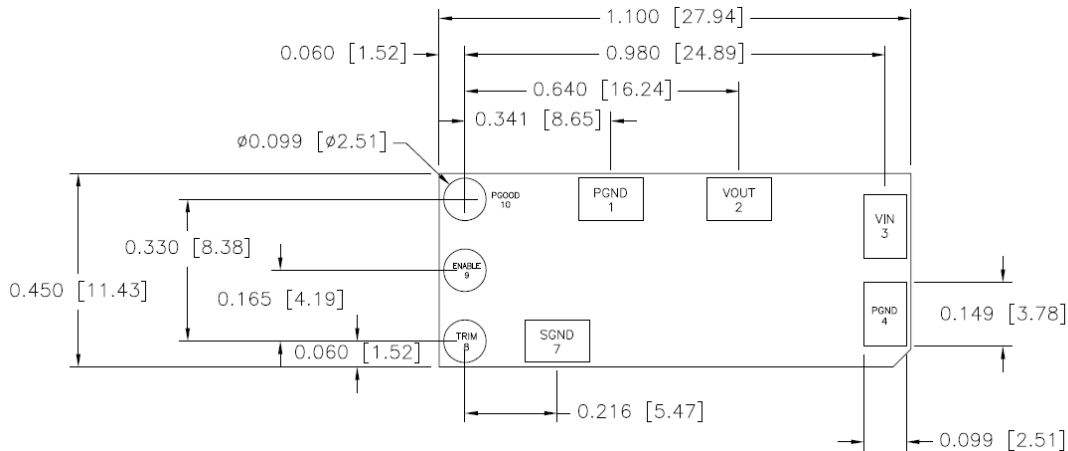 1.100 [27.94]
0.060 [1.52]
0.980 [24.89]
0.640 [16.24]
0.341 [8.65]
ø0.099 [ø2.51]
PGOOD
10
PGND
1
VOUT
2
VIN
3
0.330 [8.38]
ENABLE
9
0.450 [11.43]
0.165 [4.19]
PGND
4
0.149 [3.78]
TRIM
8
SGND
7
0.060 [1.52]
0.216 [5.47]
0.099 [2.51]